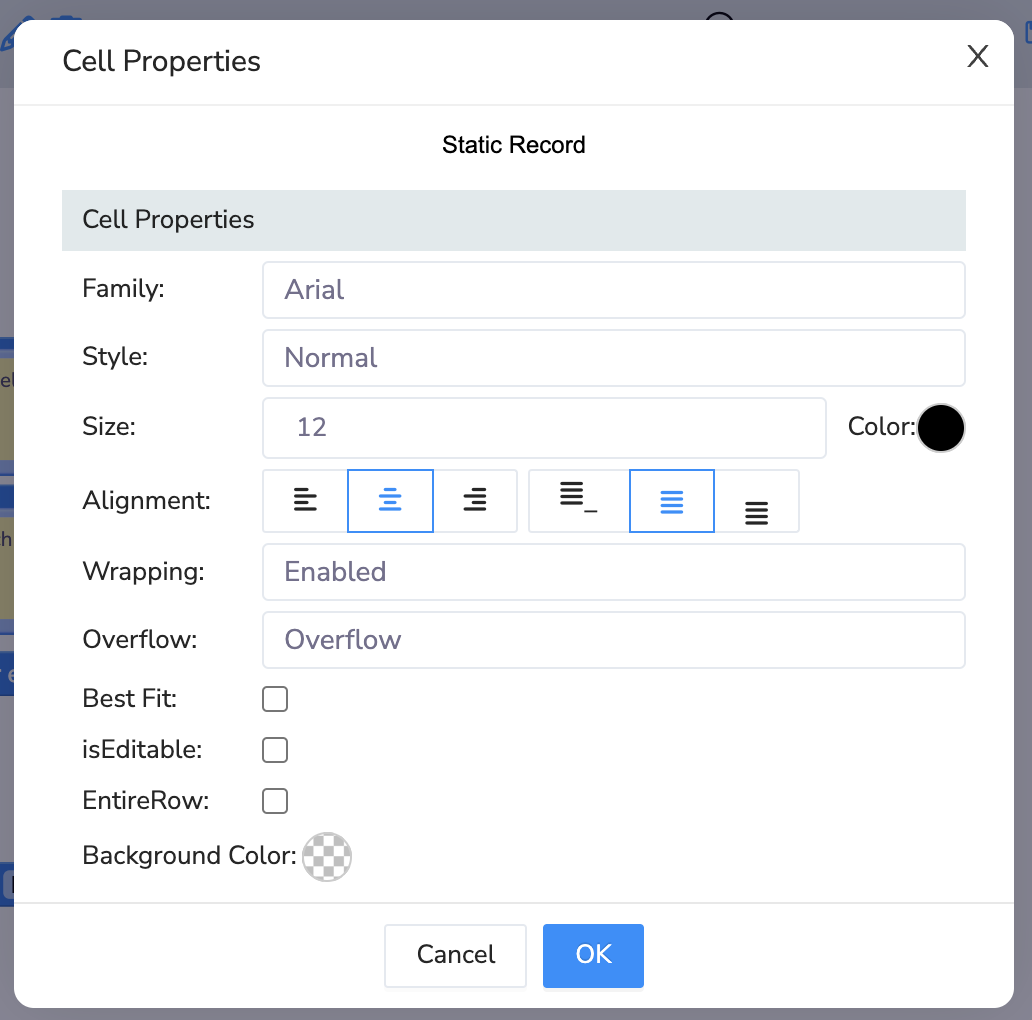 Cell Properties X
Static Record
Cell Properties
Family: Arial
Style: Normal
Size: 12 Color:
Alignment:
Wrapping: Enabled
Overflow: Overflow
Best Fit:
isEditable:
EntireRow:
Background Color:
Cancel OK